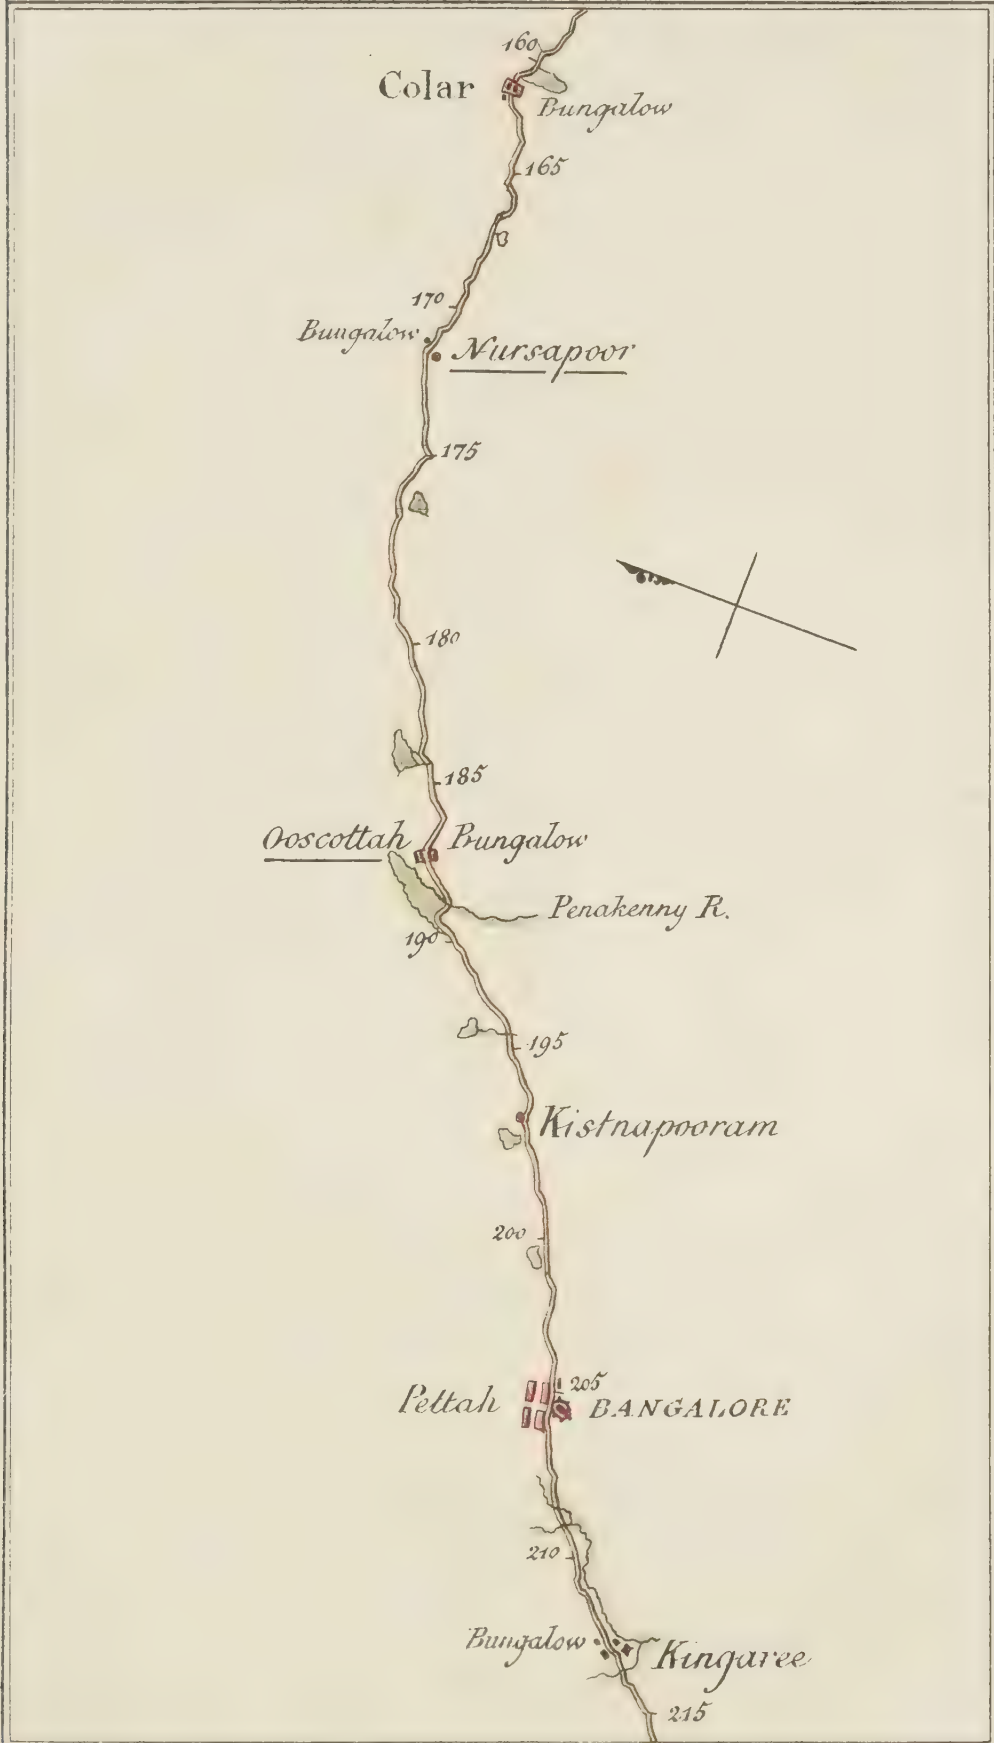 160
Colar
Bungalow
165
170
Bungalow
Nursapoor
175
180
185
Ooscottah
Bungalow
Penakenny R.
190
195
Kistnapooram
200
205
Pettah
BANGALORE
210
Bungalow
Kingaree
215